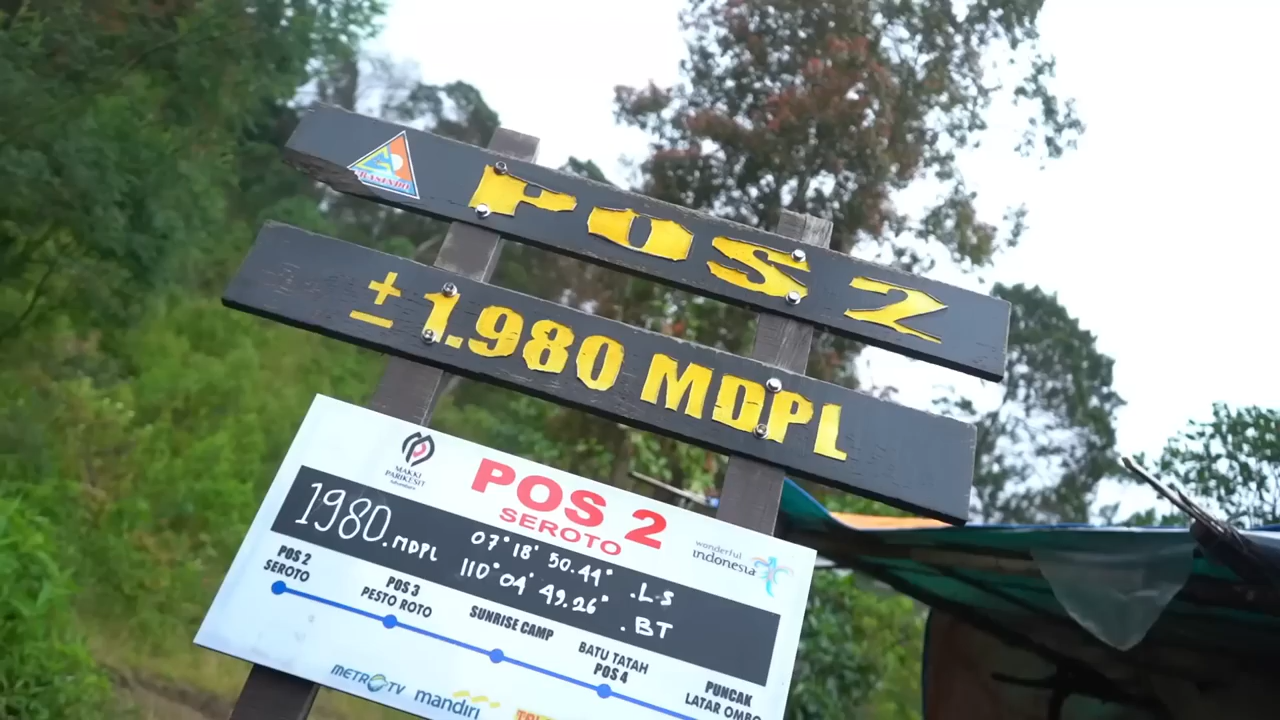 GRASINDO
POS 2
± 1.980 MDPL
MAKKI
PARIKESIT
POS 2
SEROTO
wonderful
indonesia
1980.MDPL
07° 18' 50.41" .L.S
110° 04' 49.26" .BT
POS 2
SEROTO
POS 3
PESTO ROTO
SUNRISE CAMP
BATU TATAH
POS 4
PUNCAK
LATAR OMBO
METRO TV
mandiri